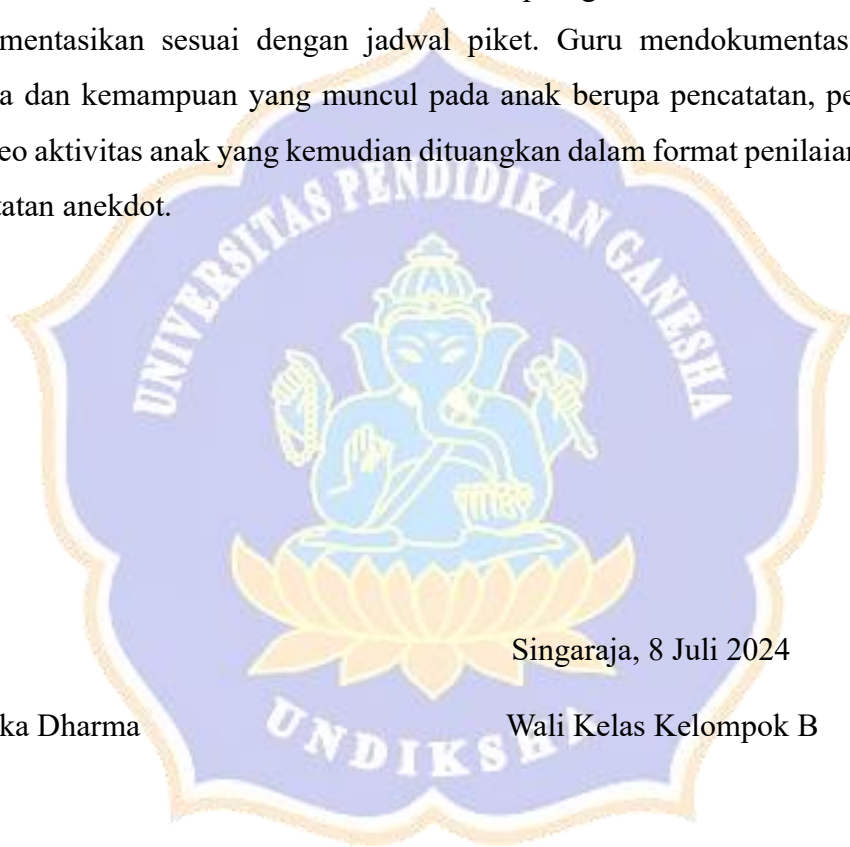 mentasikan sesuai dengan jadwal piket. Guru mendokumentas
a dan kemampuan yang muncul pada anak berupa pencatatan, pe
eo aktivitas anak yang kemudian dituangkan dalam format penilaian
tatan anekdot.
UNIVERSITAS PENDIDIKAN GANESHA
Singaraja, 8 Juli 2024
ka Dharma Wali Kelas Kelompok B
UNDIKSHA